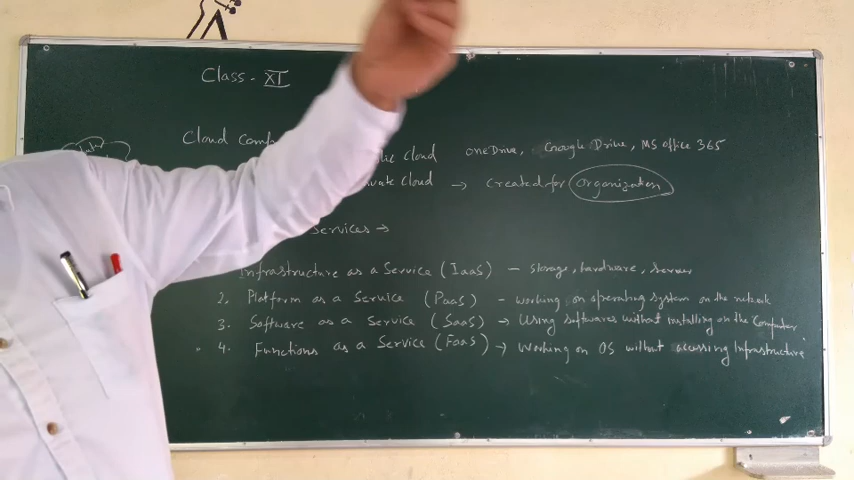 Class - XI
Cloud Comp
lic cloud oneDrive, Google Drive, MS office 365
vate cloud → Created for organization
Services →
Infrastructure as a Service (IaaS) - storage, hardware, Server
2. Platform as a Service (PaaS) - working on operating system on the network
3. Software as a Service (SaaS) → Using softwares without installing on the Computer
4. Functions as a Service (FaaS) → Working on OS without accessing Infrastructure